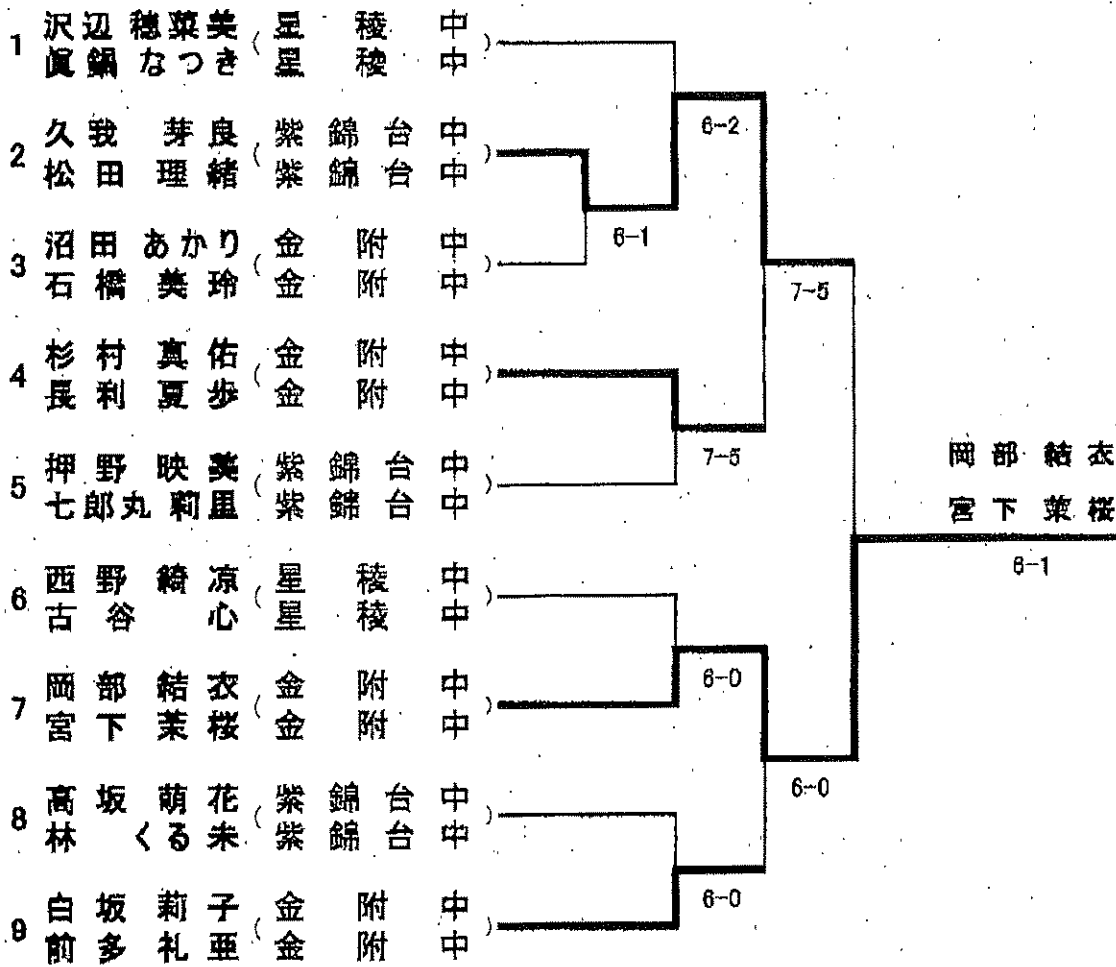 1 沢辺穂菜美 (星稜中)
眞鍋なつき 星稜中
6-2
2 久我芽良 (紫錦台中)
松田理緒 紫錦台中
6-1
3 沼田あかり (金附中)
石橋美玲 金附中
7-5
4 杉村真佑 (金附中)
長利夏歩 金附中
7-5
5 押野映美 (紫錦台中)
七郎丸莉里 紫錦台中
岡部結衣
宮下茉桜
6-1
6 西野綺凉 (星稜中)
古谷心 星稜中
6-0
7 岡部結衣 (金附中)
宮下茉桜 金附中
6-0
8 高坂萌花 (紫錦台中)
林くる未 紫錦台中
6-0
9 白坂莉子 (金附中)
前多礼亜 金附中